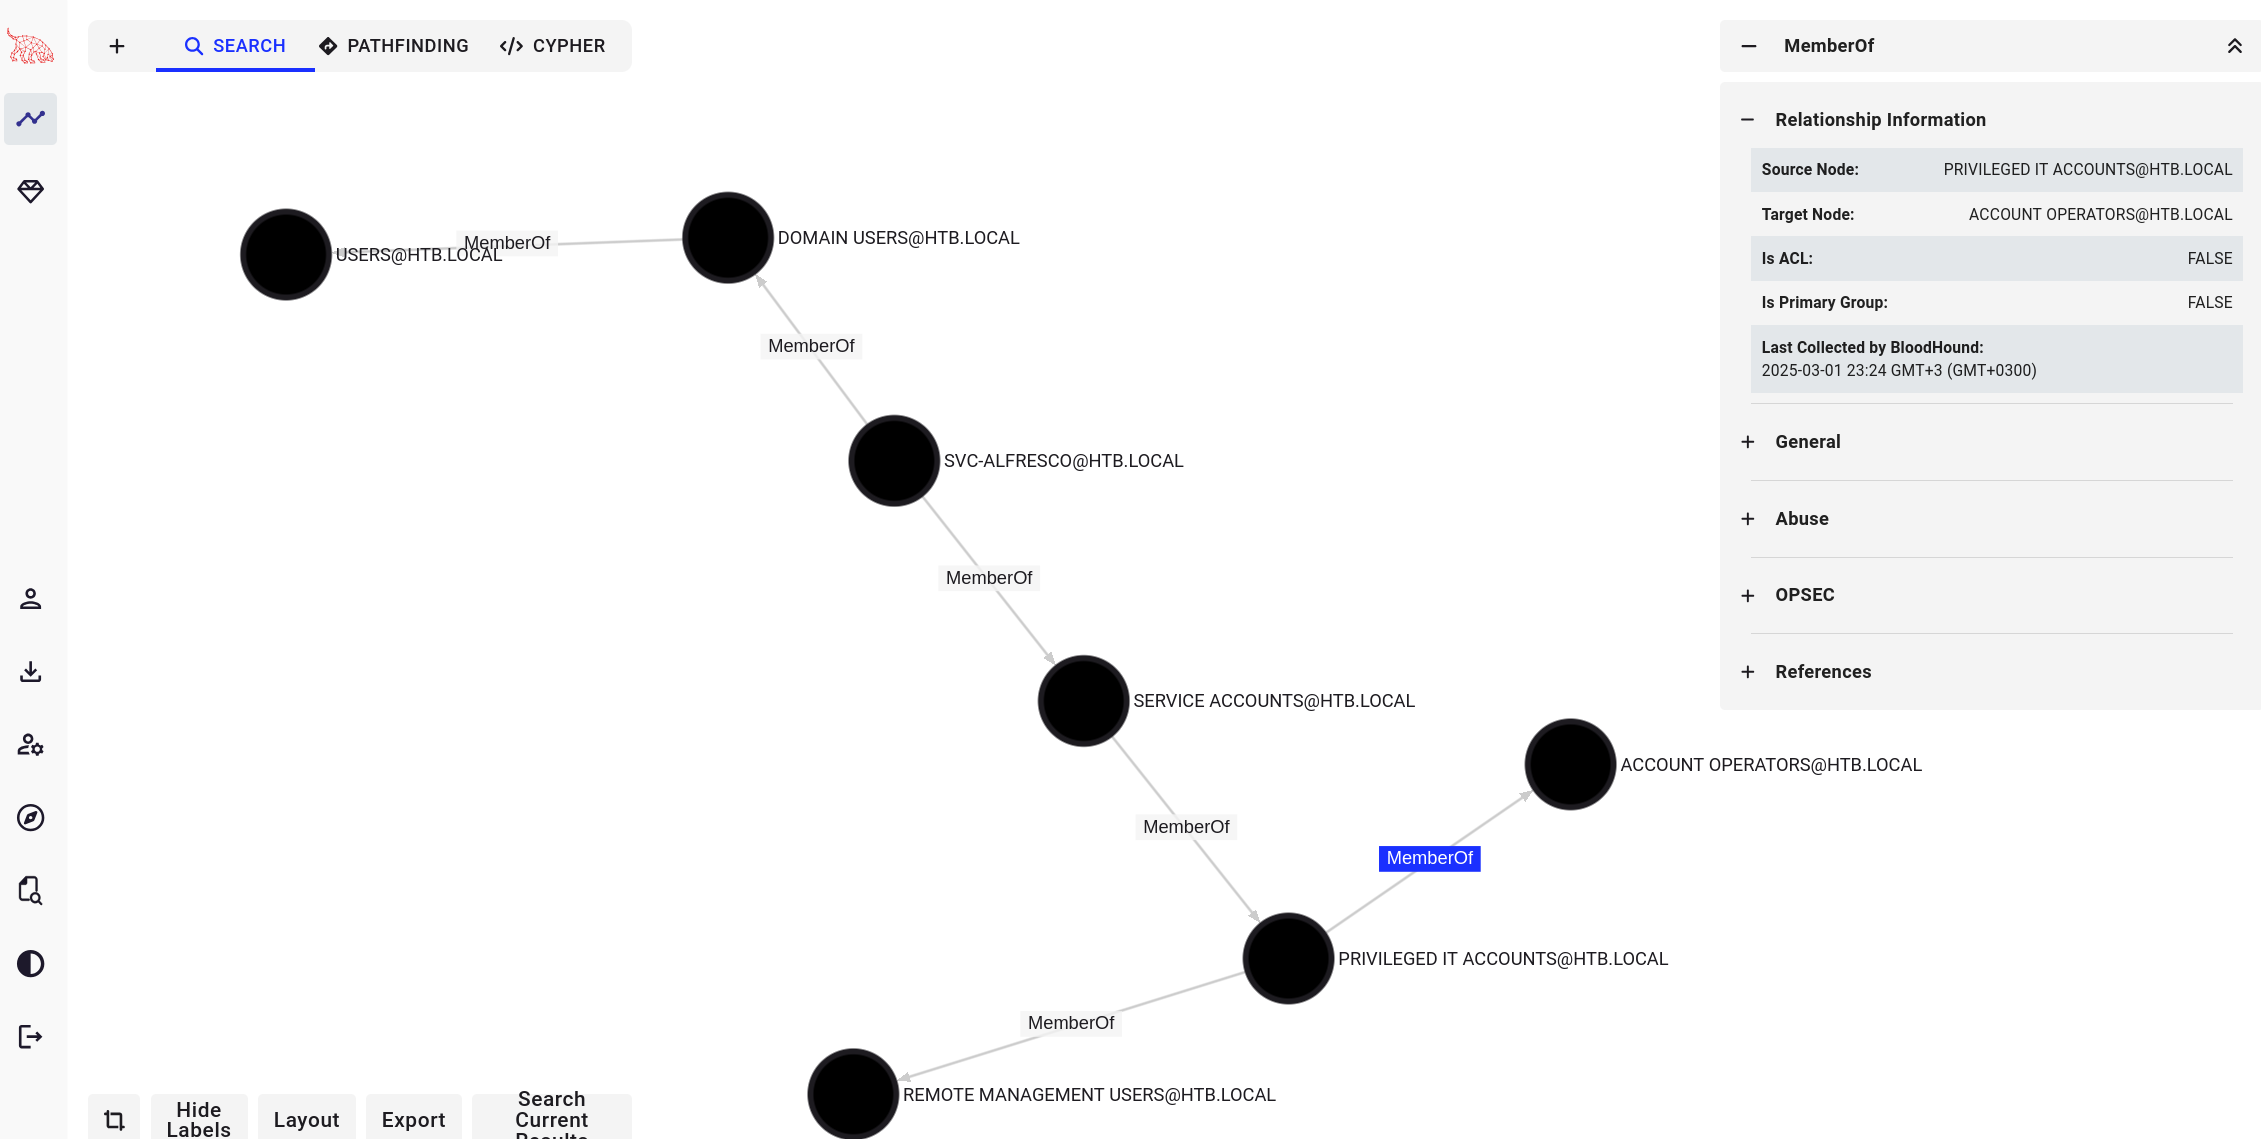 SEARCH
PATHFINDING
CYPHER
MemberOf
Relationship Information
Source Node: PRIVILEGED IT ACCOUNTS@HTB.LOCAL
Target Node: ACCOUNT OPERATORS@HTB.LOCAL
Is ACL: FALSE
Is Primary Group: FALSE
Last Collected by BloodHound:
2025-03-01 23:24 GMT+3 (GMT+0300)
General
Abuse
OPSEC
References
USERS@HTB.LOCAL
MemberOf
DOMAIN USERS@HTB.LOCAL
MemberOf
SVC-ALFRESCO@HTB.LOCAL
MemberOf
SERVICE ACCOUNTS@HTB.LOCAL
ACCOUNT OPERATORS@HTB.LOCAL
MemberOf
MemberOf
PRIVILEGED IT ACCOUNTS@HTB.LOCAL
MemberOf
REMOTE MANAGEMENT USERS@HTB.LOCAL
Hide
Labels
Layout
Export
Search
Current
Results